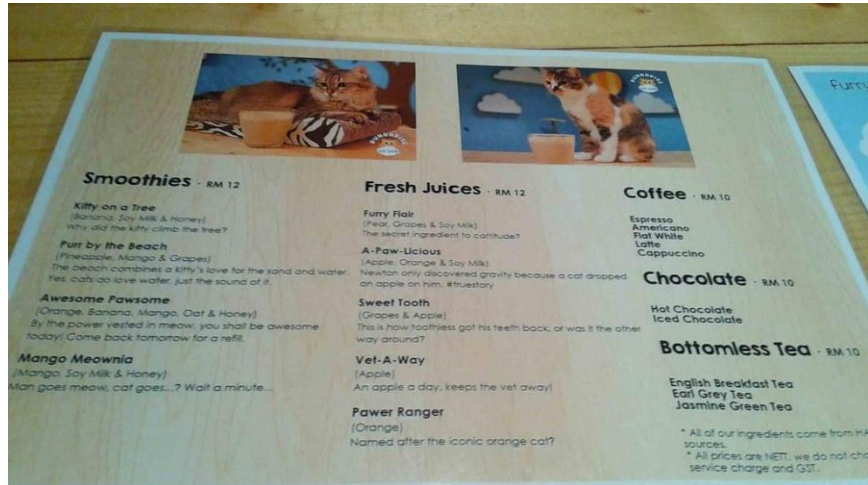 Furry
Smoothies · RM 12
Kitty on a Tree
(Banana, Soy Milk & Honey)
Why did the kitty climb the tree?
Purr by the Beach
(Pineapple, Mango & Grapes)
The beach combines a kitty's love for the sand and water.
Yes, cats do love water, just the sound of it.
Awesome Pawsome
(Orange, Banana, Mango, Oat & Honey)
By the power vested in meow, you shall be awesome
today! Come back tomorrow for a refill.
Mango Meownia
(Mango, Soy Milk & Honey)
Man goes meow, cat goes...? Wait a minute...
Fresh Juices · RM 12
Furry Flair
(Pear, Grapes & Soy Milk)
The secret ingredient to cattitude?
A-Paw-Licious
(Apple, Orange & Soy Milk)
Newton only discovered gravity because a cat dropped
an apple on him. #truestory
Sweet Tooth
(Grapes & Apple)
This is how toothless got his teeth back, or was it the other
way around?
Vet-A-Way
(Apple)
An apple a day, keeps the vet away!
Pawer Ranger
(Orange)
Named after the iconic orange cat?
Coffee · RM 10
Espresso
Americano
Flat White
Latte
Cappuccino
Chocolate · RM 10
Hot Chocolate
Iced Chocolate
Bottomless Tea · RM 10
English Breakfast Tea
Earl Grey Tea
Jasmine Green Tea
* All of our ingredients come from HA
sources.
* All prices are NETT, we do not cha
service charge and GST.